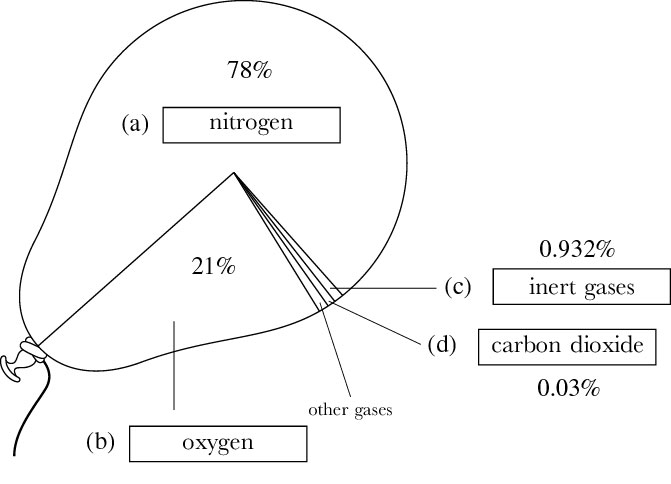 78%
(a) nitrogen
21%
0.932%
(c) inert gases
(d) carbon dioxide
0.03%
other gases
(b) oxygen